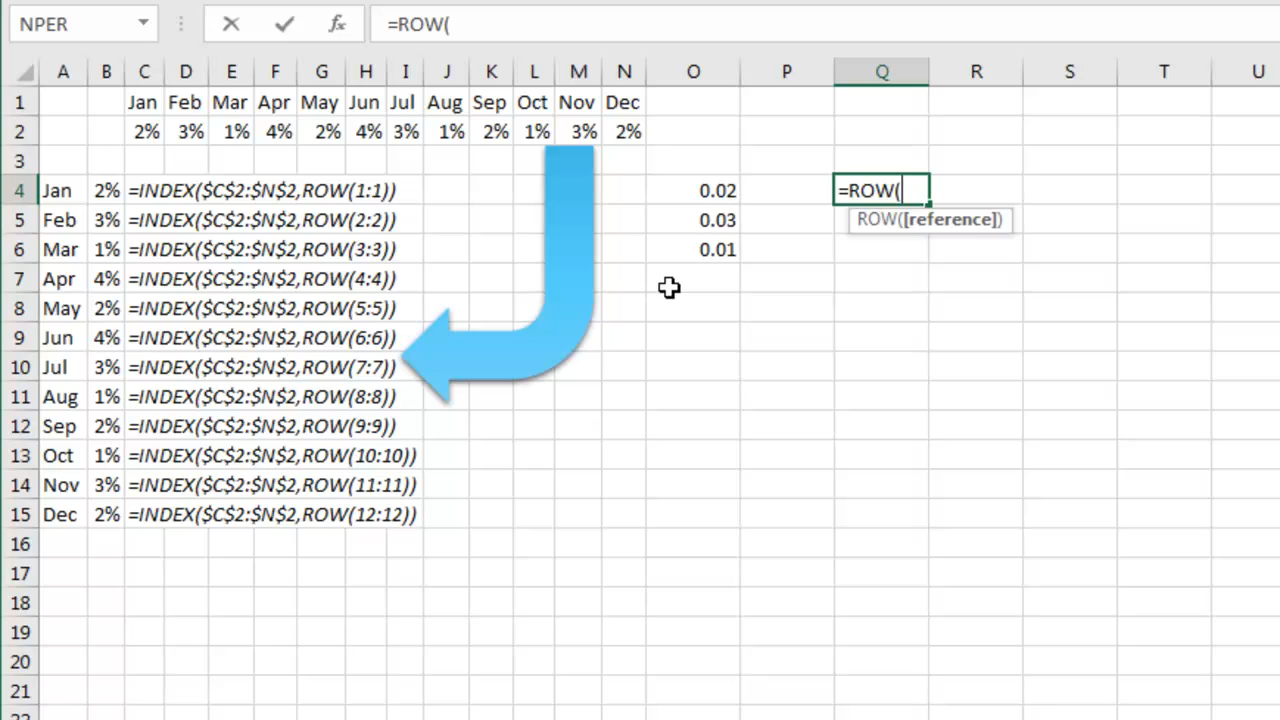 NPER =ROW(
A B C D E F G H I J K L M N O P Q R S T U
1 Jan Feb Mar Apr May Jun Jul Aug Sep Oct Nov Dec
2 2% 3% 1% 4% 2% 4% 3% 1% 2% 1% 3% 2%
3
4 Jan 2% =INDEX($C$2:$N$2,ROW(1:1)) 0.02 =ROW(
5 Feb 3% =INDEX($C$2:$N$2,ROW(2:2)) 0.03 ROW([reference])
6 Mar 1% =INDEX($C$2:$N$2,ROW(3:3)) 0.01
7 Apr 4% =INDEX($C$2:$N$2,ROW(4:4))
8 May 2% =INDEX($C$2:$N$2,ROW(5:5))
9 Jun 4% =INDEX($C$2:$N$2,ROW(6:6))
10 Jul 3% =INDEX($C$2:$N$2,ROW(7:7))
11 Aug 1% =INDEX($C$2:$N$2,ROW(8:8))
12 Sep 2% =INDEX($C$2:$N$2,ROW(9:9))
13 Oct 1% =INDEX($C$2:$N$2,ROW(10:10))
14 Nov 3% =INDEX($C$2:$N$2,ROW(11:11))
15 Dec 2% =INDEX($C$2:$N$2,ROW(12:12))
16
17
18
19
20
21